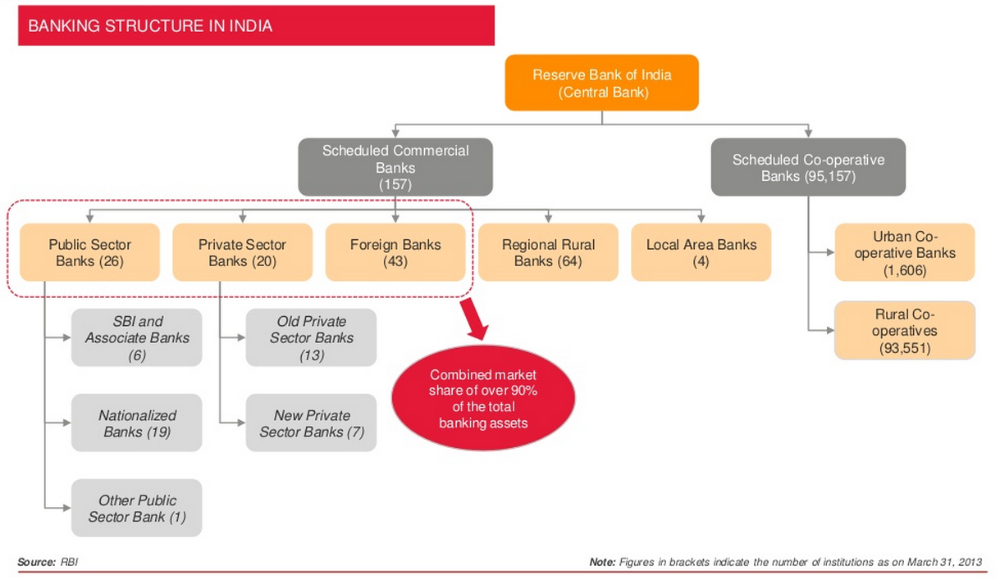 BANKING STRUCTURE IN INDIA
Reserve Bank of India
(Central Bank)
Scheduled Commercial
Banks
(157)
Scheduled Co-operative
Banks (95,157)
Public Sector
Banks (26)
Private Sector
Banks (20)
Foreign Banks
(43)
Regional Rural
Banks (64)
Local Area Banks
(4)
Urban Co-
operative Banks
(1,606)
Rural Co-
operatives
(93,551)
SBI and
Associate Banks
(6)
Old Private
Sector Banks
(13)
Combined market
share of over 90%
of the total
banking assets
Nationalized
Banks (19)
New Private
Sector Banks (7)
Other Public
Sector Bank (1)
Source: RBI
Note: Figures in brackets indicate the number of institutions as on March 31, 2013